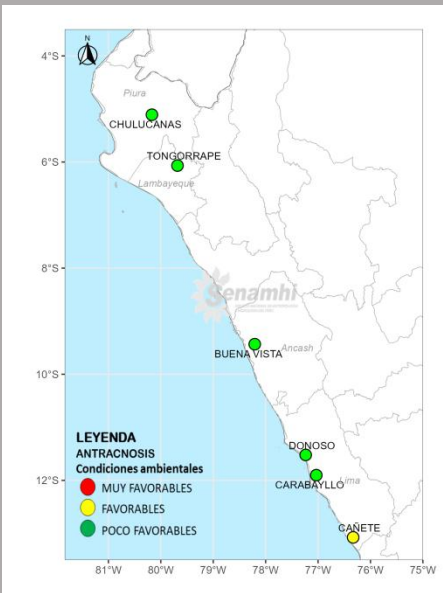 N
4°S
Piura
CHULUCANAS
6°S
TONGORRAPE
Lambayeque
8°S
Senamhi
BUENA VISTA
Ancash
10°S
DONOSO
12°S
CARABAYLLO
Lima
CAÑETE
LEYENDA
ANTRACNOSIS
Condiciones ambientales
MUY FAVORABLES
FAVORABLES
POCO FAVORABLES
81°W 80°W 79°W 78°W 77°W 76°W 75°W